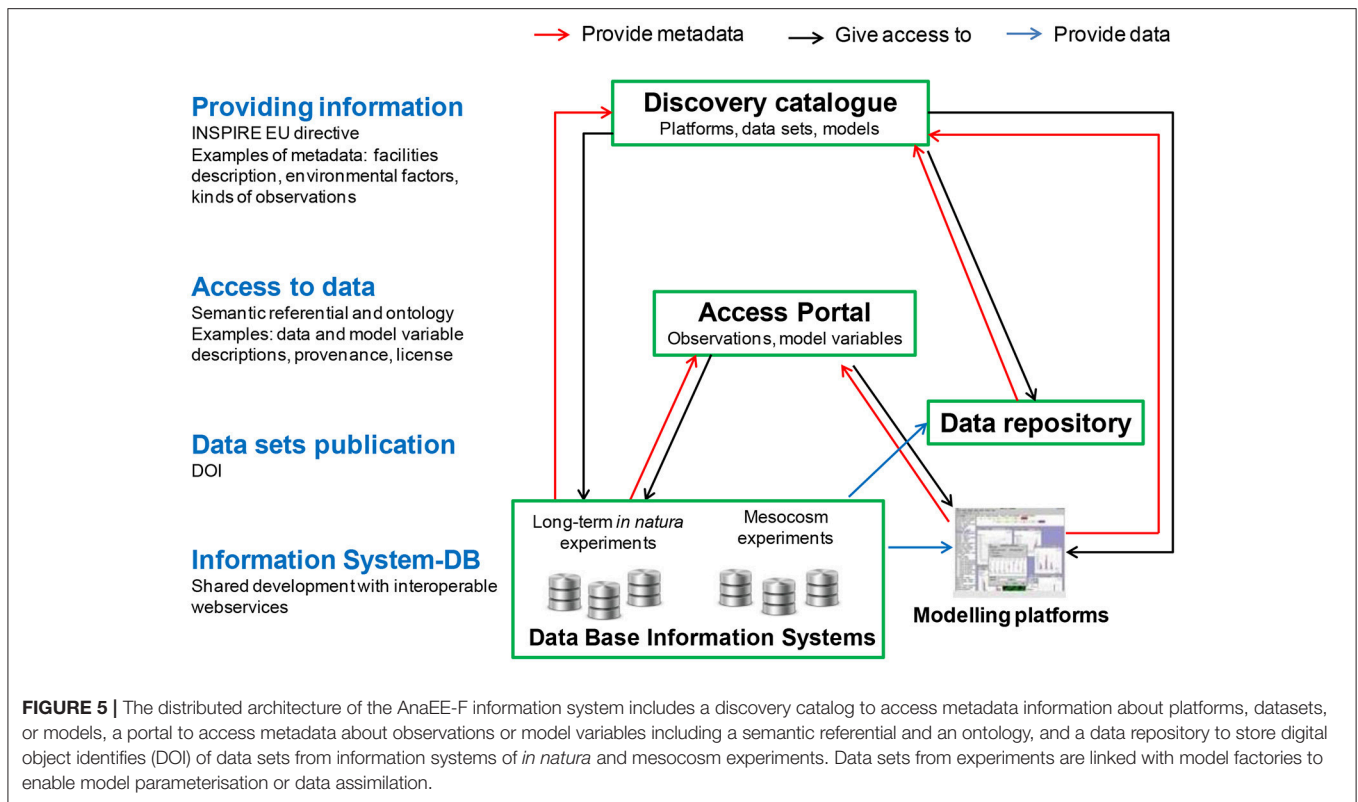 Provide metadata
Give access to
Provide data
Providing information
INSPIRE EU directive
Examples of metadata: facilities
description, environmental factors,
kinds of observations
Discovery catalogue
Platforms, data sets, models
Access to data
Semantic referential and ontology
Examples: data and model variable
descriptions, provenance, license
Access Portal
Observations, model variables
Data repository
Data sets publication
DOI
Information System-DB
Shared development with interoperable
webservices
Long-term in natura
experiments
Mesocosm
experiments
Data Base Information Systems
Modelling platforms
FIGURE 5 | The distributed architecture of the AnaEE-F information system includes a discovery catalog to access metadata information about platforms, datasets,
or models, a portal to access metadata about observations or model variables including a semantic referential and an ontology, and a data repository to store digital
object identifies (DOI) of data sets from information systems of in natura and mesocosm experiments. Data sets from experiments are linked with model factories to
enable model parameterisation or data assimilation.